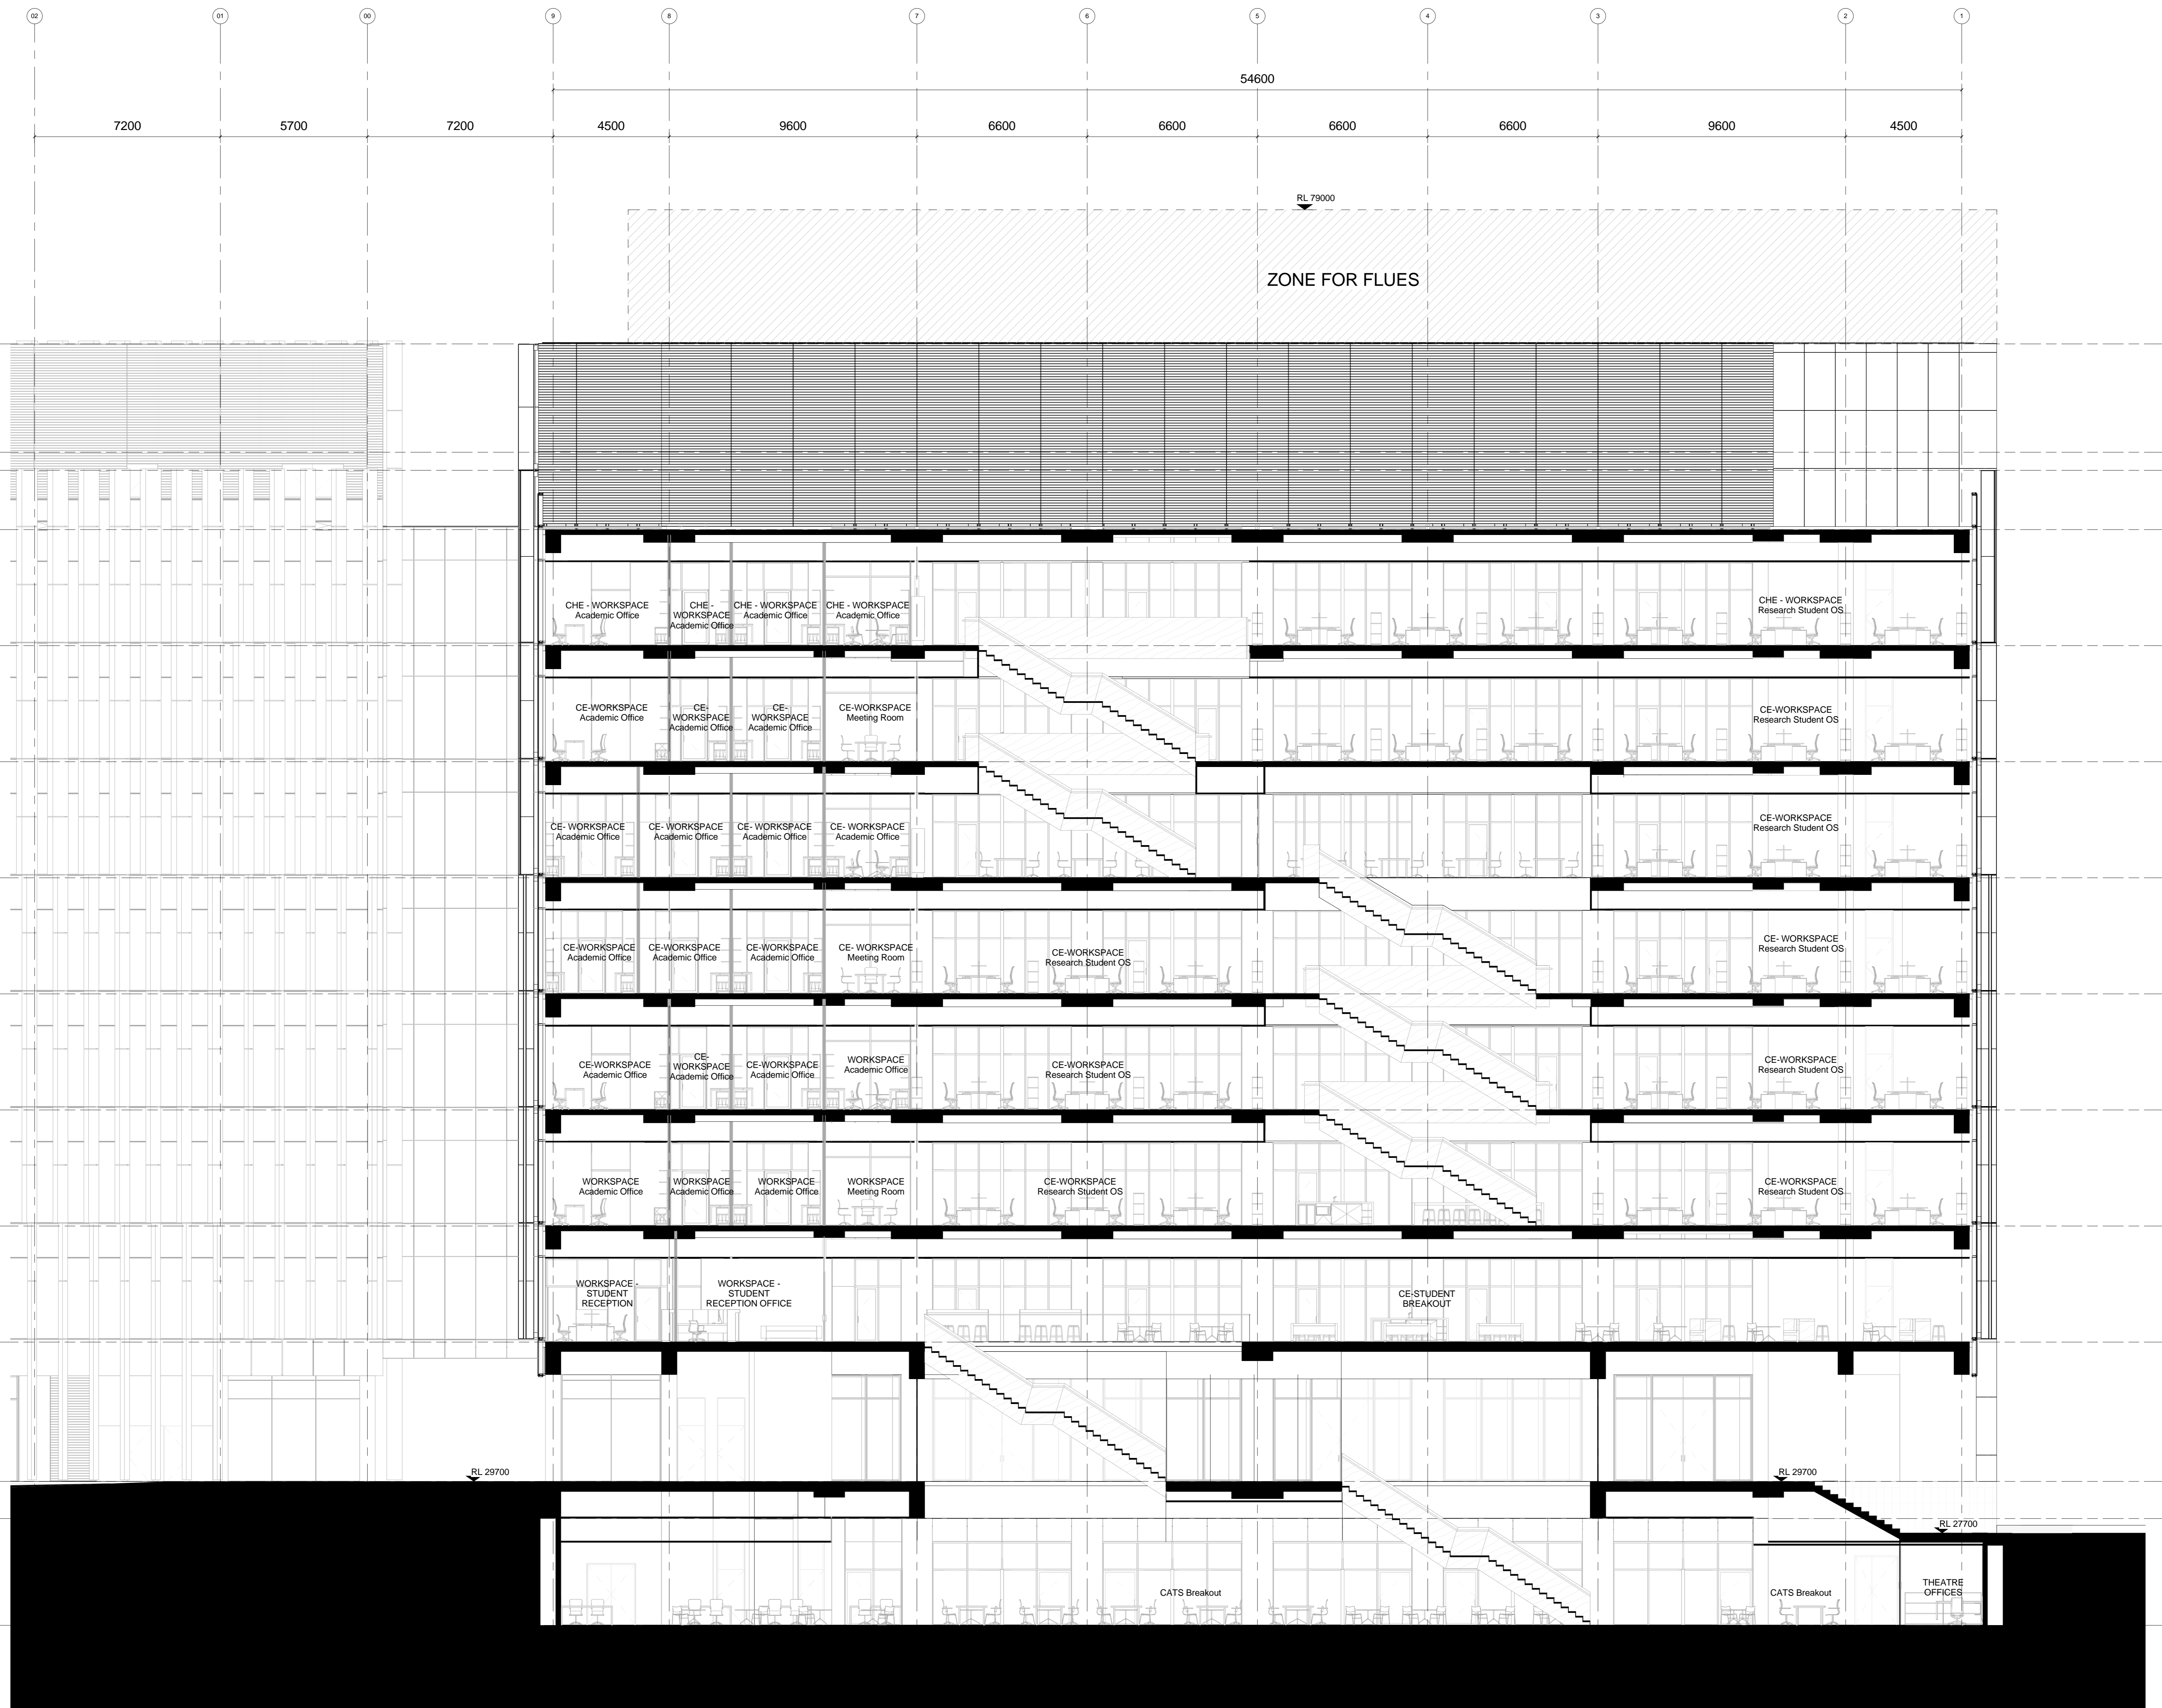 02
01
00
9
8
7
6
5
4
3
2
1
54600
7200
5700
7200
4500
9600
6600
6600
6600
6600
9600
4500
RL 79000
ZONE FOR FLUES
CHE - WORKSPACE
Academic Office
CHE -
WORKSPACE
Academic Office
CHE - WORKSPACE
Academic Office
CHE - WORKSPACE
Academic Office
CHE - WORKSPACE
Research Student OS
CE-WORKSPACE
Academic Office
CE-
WORKSPACE
Academic Office
CE-
WORKSPACE
Academic Office
CE-WORKSPACE
Meeting Room
CE-WORKSPACE
Research Student OS
CE- WORKSPACE
Academic Office
CE- WORKSPACE
Academic Office
CE- WORKSPACE
Academic Office
CE- WORKSPACE
Academic Office
CE-WORKSPACE
Research Student OS
CE-WORKSPACE
Academic Office
CE-WORKSPACE
Academic Office
CE-WORKSPACE
Academic Office
CE- WORKSPACE
Meeting Room
CE-WORKSPACE
Research Student OS
CE- WORKSPACE
Research Student OS
CE-WORKSPACE
Academic Office
CE-
WORKSPACE
Academic Office
CE-WORKSPACE
Academic Office
WORKSPACE
Academic Office
CE-WORKSPACE
Research Student OS
CE-WORKSPACE
Research Student OS
WORKSPACE
Academic Office
WORKSPACE
Academic Office
WORKSPACE
Academic Office
WORKSPACE
Meeting Room
CE-WORKSPACE
Research Student OS
CE-WORKSPACE
Research Student OS
WORKSPACE -
STUDENT
RECEPTION
WORKSPACE -
STUDENT
RECEPTION OFFICE
CE-STUDENT
BREAKOUT
RL 29700
RL 29700
RL 27700
CATS Breakout
CATS Breakout
THEATRE
OFFICES